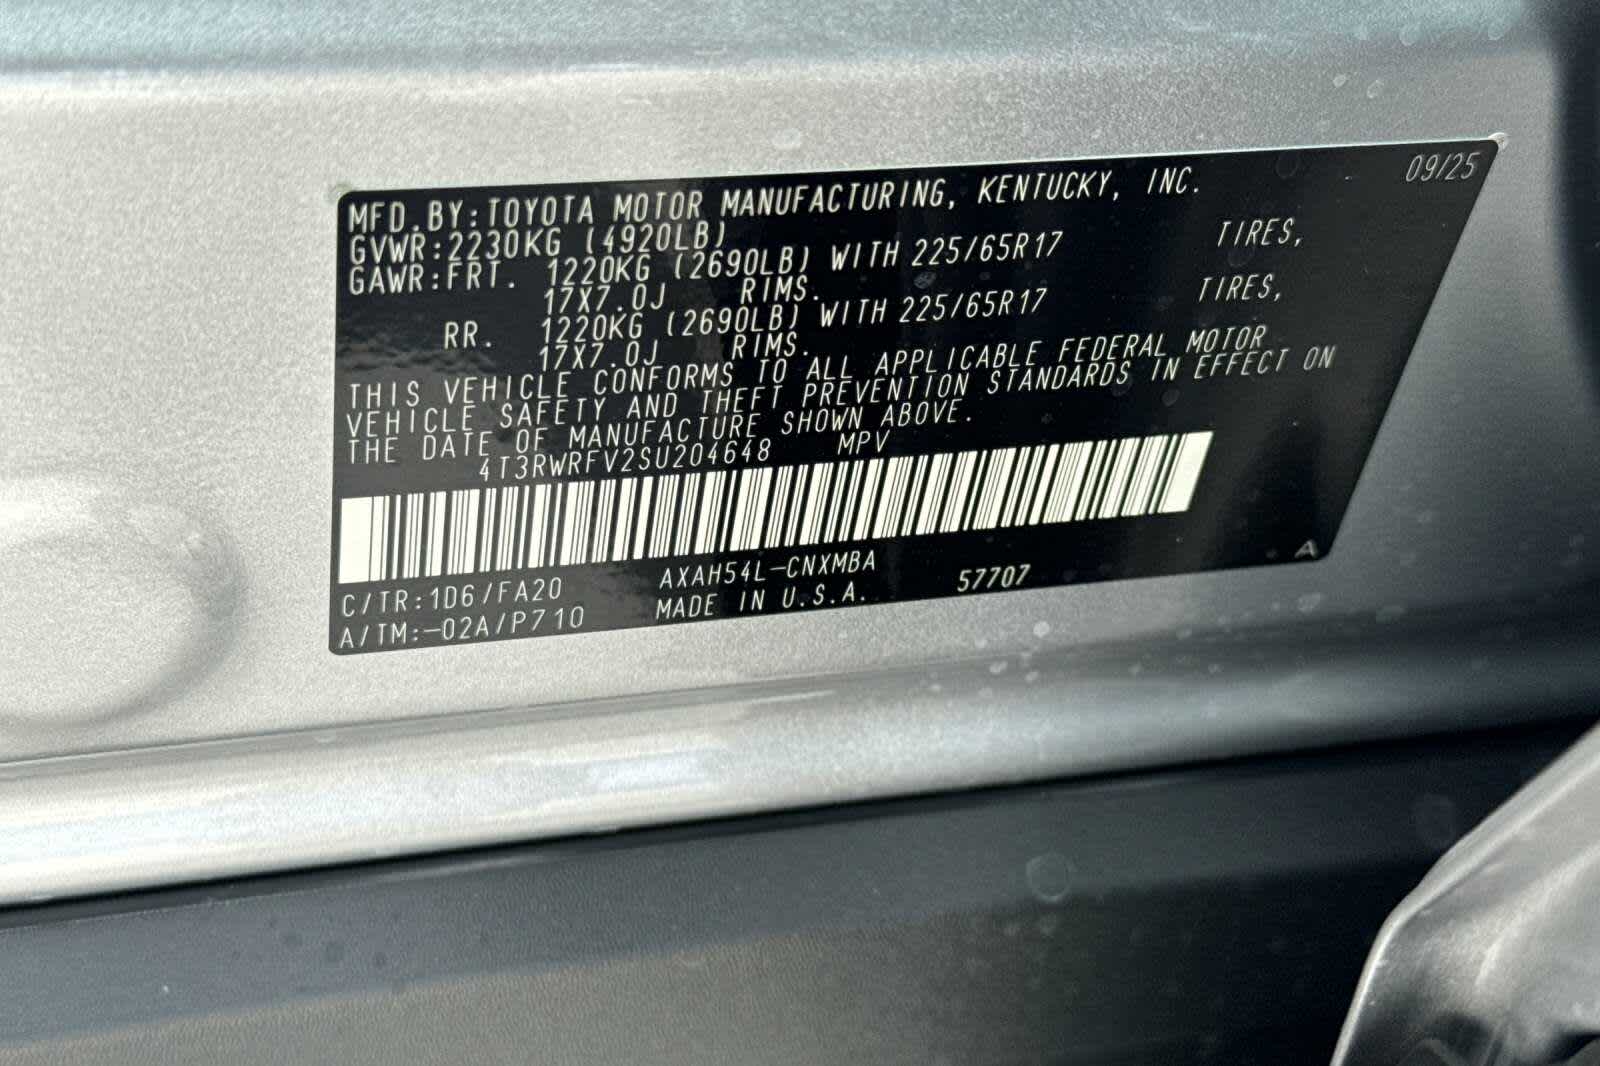 09/25
MFD.BY:TOYOTA MOTOR MANUFACTURING, KENTUCKY, INC.
GVWR:2230KG (4920LB)
GAWR:FRT. 1220KG (2690LB) WITH 225/65R17 TIRES,
17X7.0J RIMS.
RR. 1220KG (2690LB) WITH 225/65R17 TIRES,
17X7.0J RIMS.
THIS VEHICLE CONFORMS TO ALL APPLICABLE FEDERAL MOTOR
VEHICLE SAFETY AND THEFT PREVENTION STANDARDS IN EFFECT ON
THE DATE OF MANUFACTURE SHOWN ABOVE.
4T3RWRFV2SU204648 MPV
C/TR:1D6/FA20 AXAH54L-CNXMBA A
A/TM:-02A/P710 MADE IN U.S.A. 57707